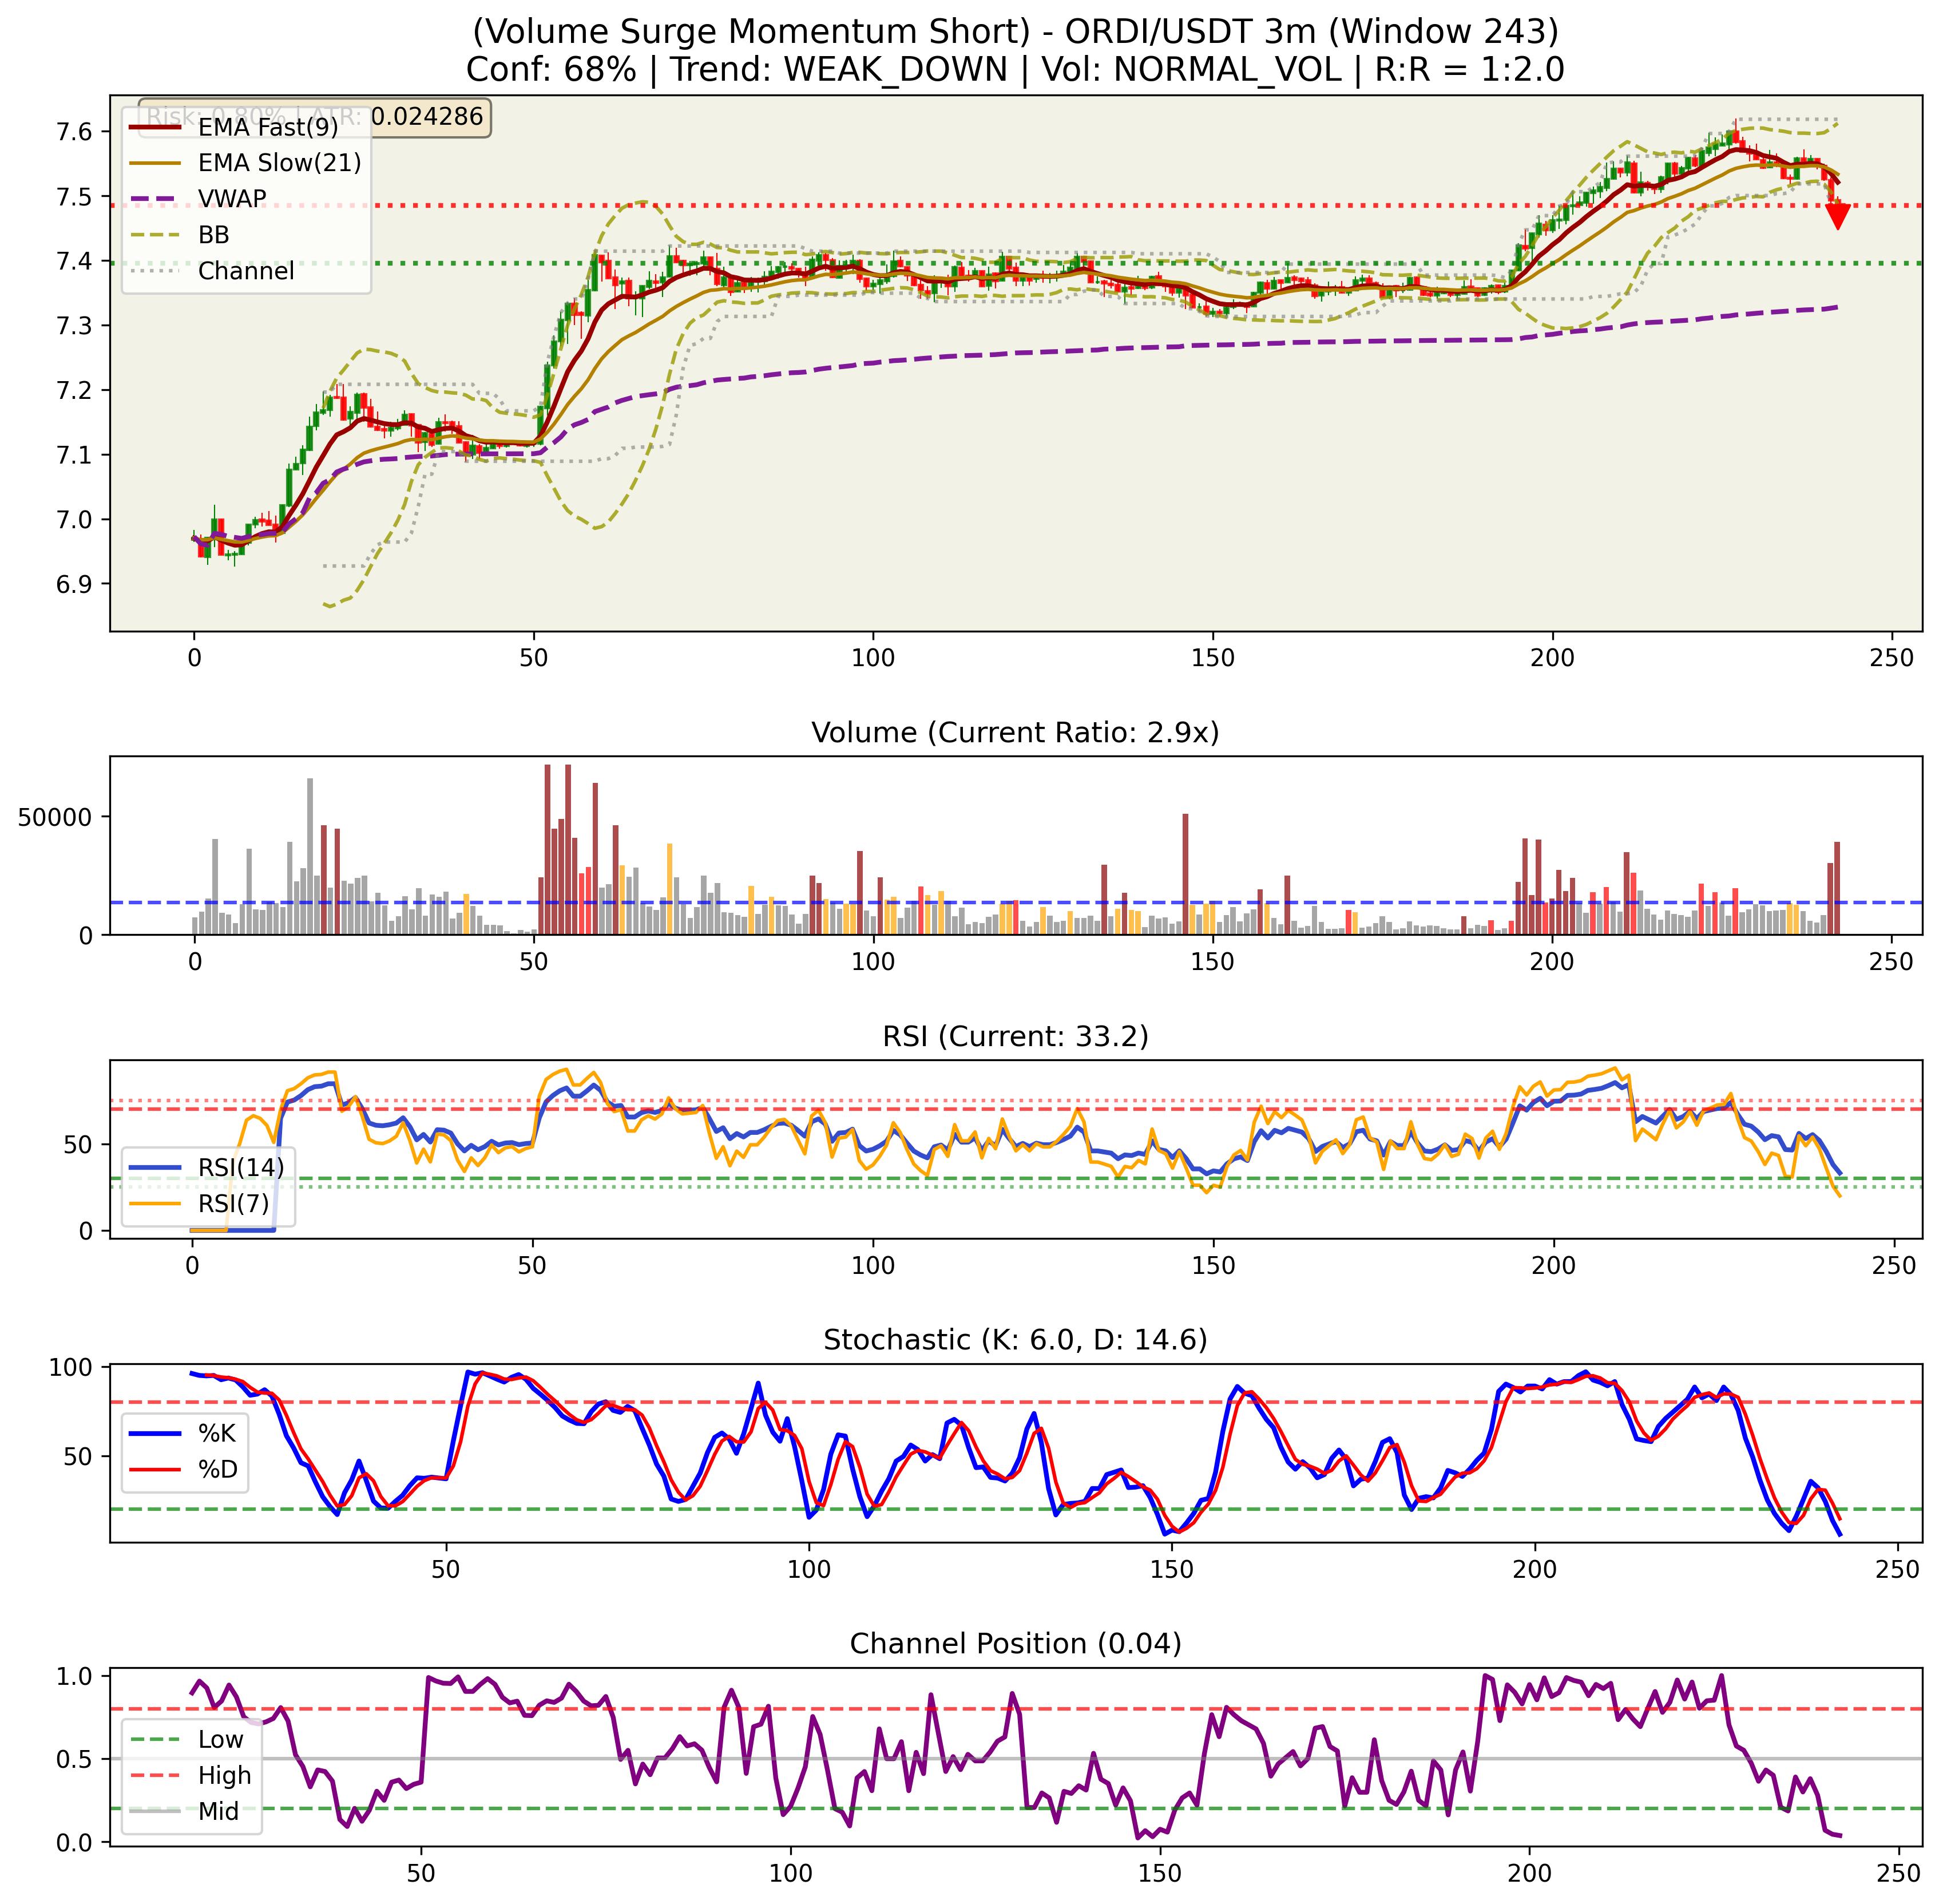 (Volume Surge Momentum Short) - ORDI/USDT 3m (Window 243)
Conf: 68% | Trend: WEAK_DOWN | Vol: NORMAL_VOL | R:R = 1:2.0
Risk: 0.80% | ATR: 0.024286
EMA Fast(9)
EMA Slow(21)
VWAP
BB
Channel
7.6
7.5
7.4
7.3
7.2
7.1
7.0
6.9
0 50 100 150 200 250
Volume (Current Ratio: 2.9x)
50000
0
0 50 100 150 200 250
RSI (Current: 33.2)
50
0
RSI(14)
RSI(7)
0 50 100 150 200 250
Stochastic (K: 6.0, D: 14.6)
100
50
%K
%D
50 100 150 200 250
Channel Position (0.04)
1.0
0.5
0.0
Low
High
Mid
50 100 150 200 250